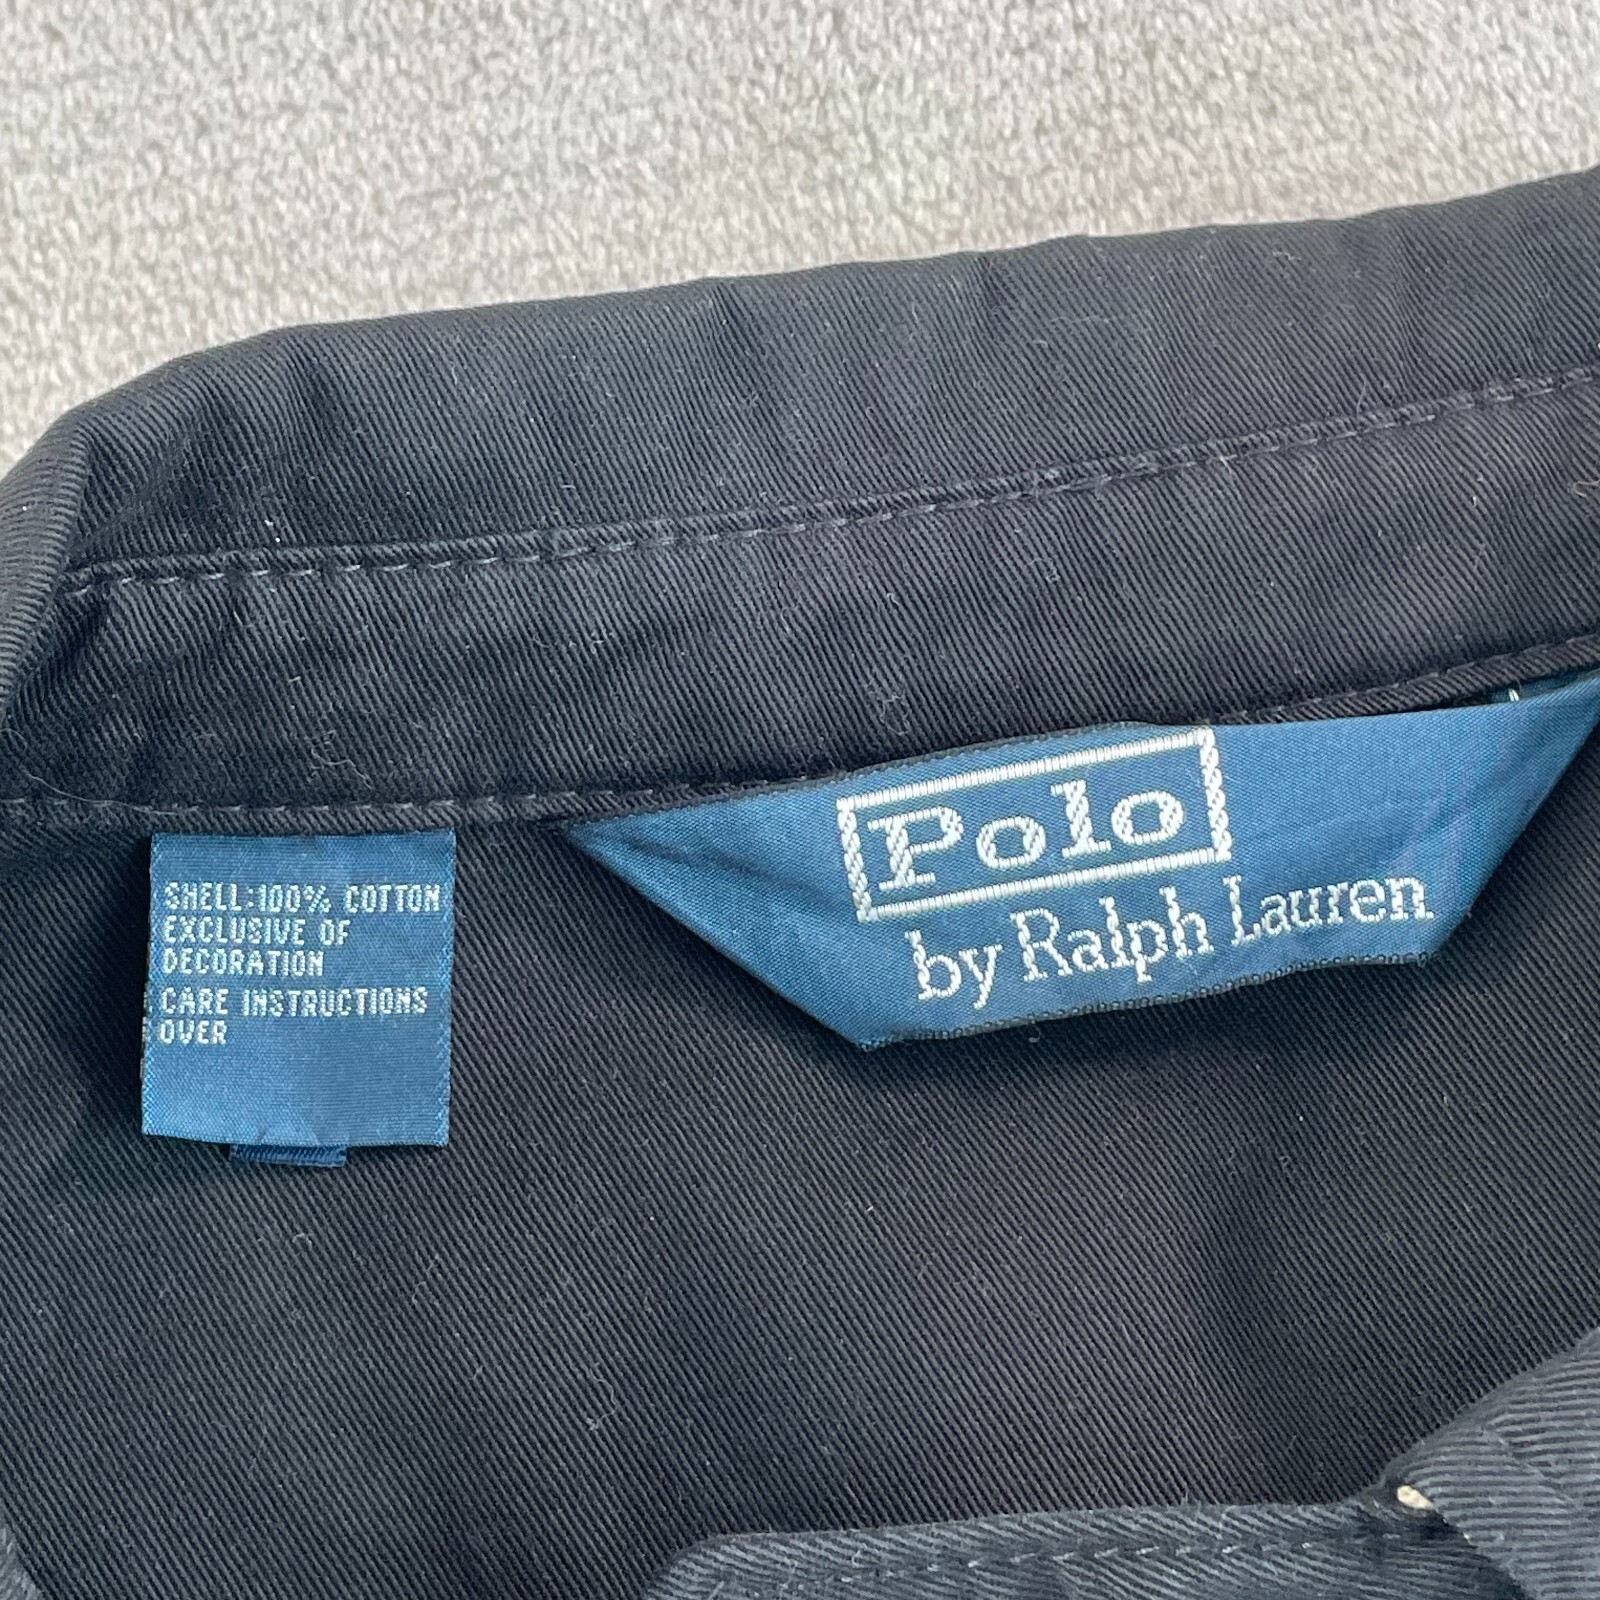 Polo
by Ralph Lauren
SHELL:100% COTTON
EXCLUSIVE OF
DECORATION
CARE INSTRUCTIONS
OVER